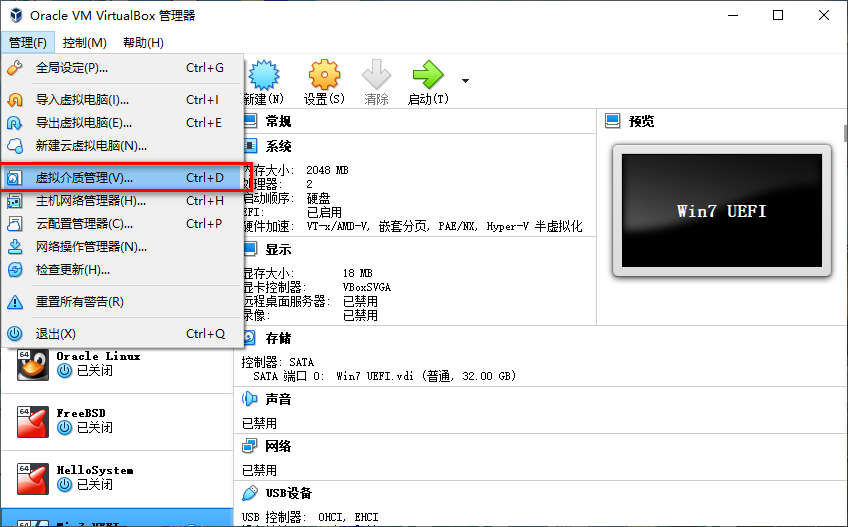 Oracle VM VirtualBox 管理器
管理(F) 控制(M) 帮助(H)
全局设定(P)... Ctrl+G
导入虚拟电脑(I)... Ctrl+I
导出虚拟电脑(E)... Ctrl+E
新建云虚拟电脑(N)...
虚拟介质管理(V)... Ctrl+D
主机网络管理器(H)... Ctrl+H
云配置管理器(C)... Ctrl+P
网络操作管理器(N)...
检查更新(H)...
重置所有警告(R)
退出(X) Ctrl+Q
新建(N) 设置(S) 清除 启动(T)
64
Oracle Linux
已关闭
64
FreeBSD
已关闭
64
HelloSystem
已关闭
64
Win7 UEFI
常规
系统
内存大小: 2048 MB
处理器: 2
启动顺序: 硬盘
EFI: 已启用
硬件加速: VT-x/AMD-V, 嵌套分页, PAE/NX, Hyper-V 半虚拟化
显示
显存大小: 18 MB
显卡控制器: VBoxSVGA
远程桌面服务器: 已禁用
录像: 已禁用
存储
控制器: SATA
SATA 端口 0: Win7 UEFI.vdi (普通, 32.00 GB)
声音
已禁用
网络
已禁用
USB设备
USB 控制器: OHCI, EHCI
预览
Win7 UEFI